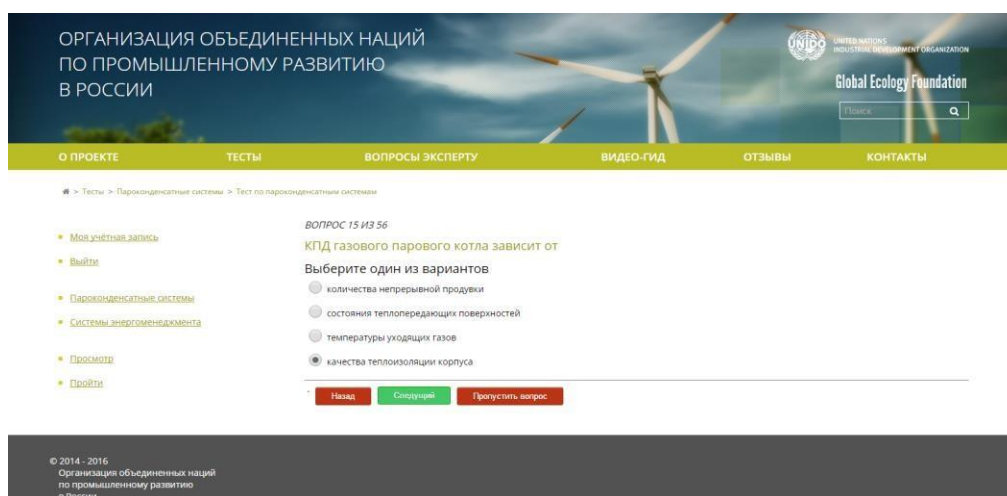 ОРГАНИЗАЦИЯ ОБЪЕДИНЕННЫХ НАЦИЙ
ПО ПРОМЫШЛЕННОМУ РАЗВИТИЮ
В РОССИИ
UNIDO
UNITED NATIONS
INDUSTRIAL DEVELOPMENT ORGANIZATION
Global Ecology Foundation
Поиск
О ПРОЕКТЕ ТЕСТЫ ВОПРОСЫ ЭКСПЕРТУ ВИДЕО-ГИД ОТЗЫВЫ КОНТАКТЫ
> Тесты > Пароконденсатные системы > Тест по пароконденсатным системам
Моя учётная запись
Выйти
Пароконденсатные системы
Системы энергоменеджмента
Просмотр
Пройти
ВОПРОС 15 ИЗ 56
КПД газового парового котла зависит от
Выберите один из вариантов
количества непрерывной продувки
состояния теплопередающих поверхностей
температуры уходящих газов
качества теплоизоляции корпуса
Назад Следущий Пропустить вопрос
© 2014 - 2016
Организация объединенных наций
по промышленному развитию
в России